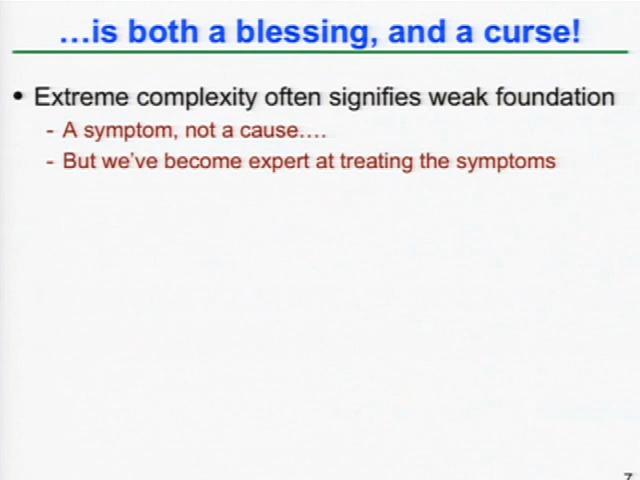 …is both a blessing, and a curse!
• Extreme complexity often signifies weak foundation
- A symptom, not a cause….
- But we've become expert at treating the symptoms
7